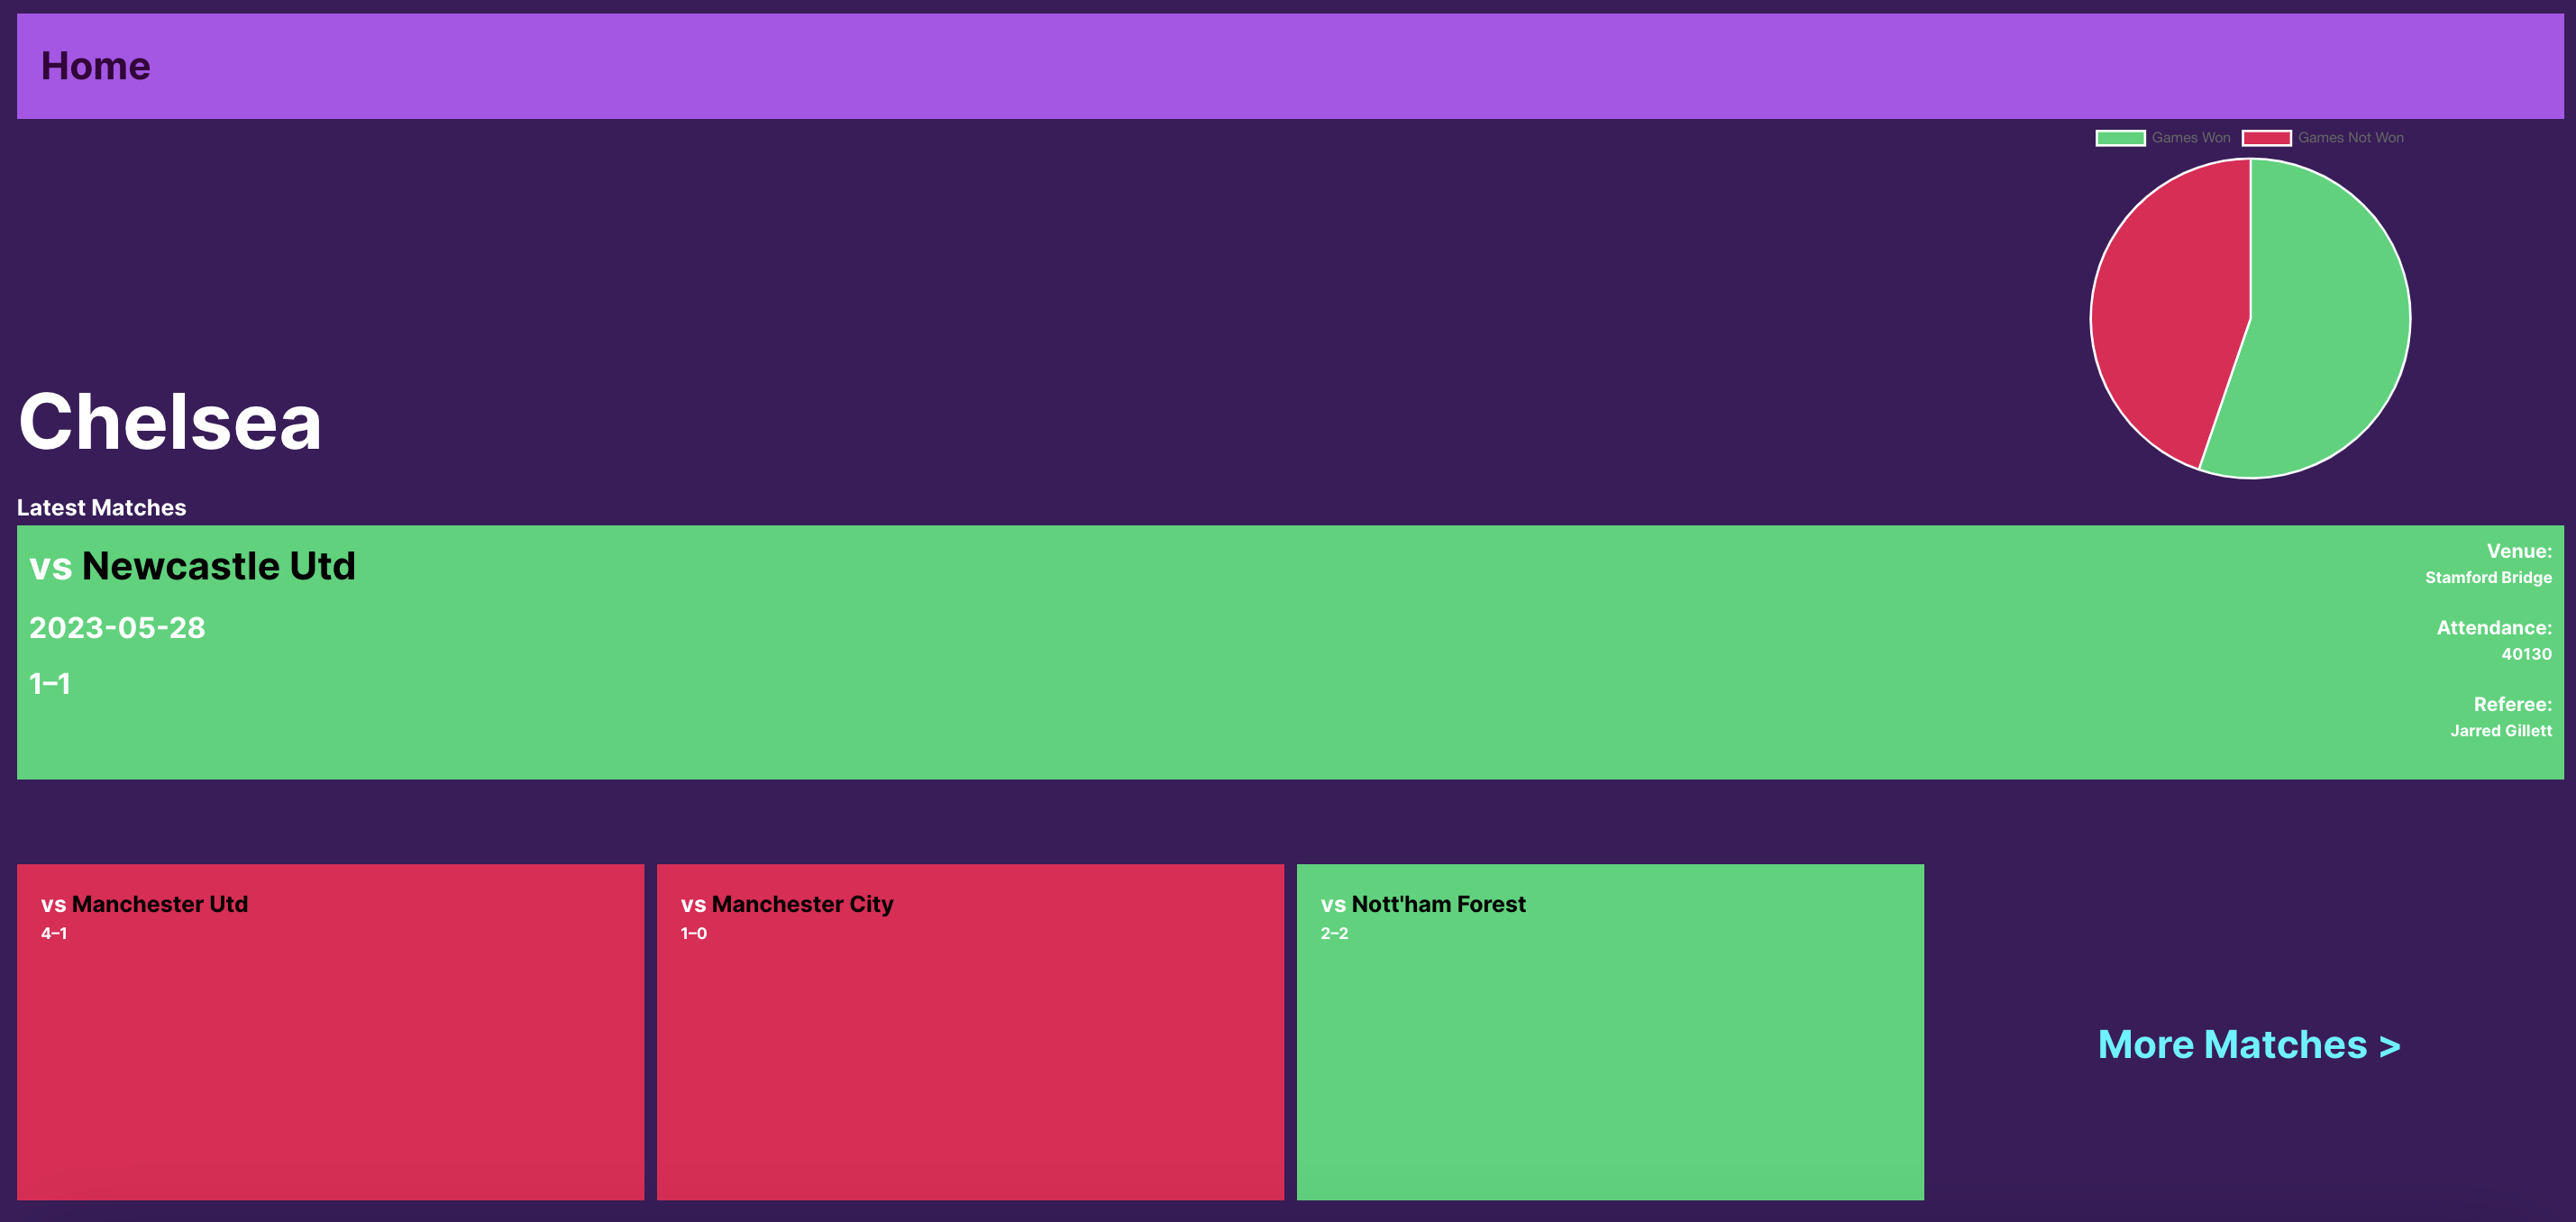 Home
Games Won
Games Not Won
Chelsea
Latest Matches
vs Newcastle Utd
2023-05-28
1–1
Venue:
Stamford Bridge
Attendance:
40130
Referee:
Jarred Gillett
vs Manchester Utd
4–1
vs Manchester City
1–0
vs Nott'ham Forest
2–2
More Matches >